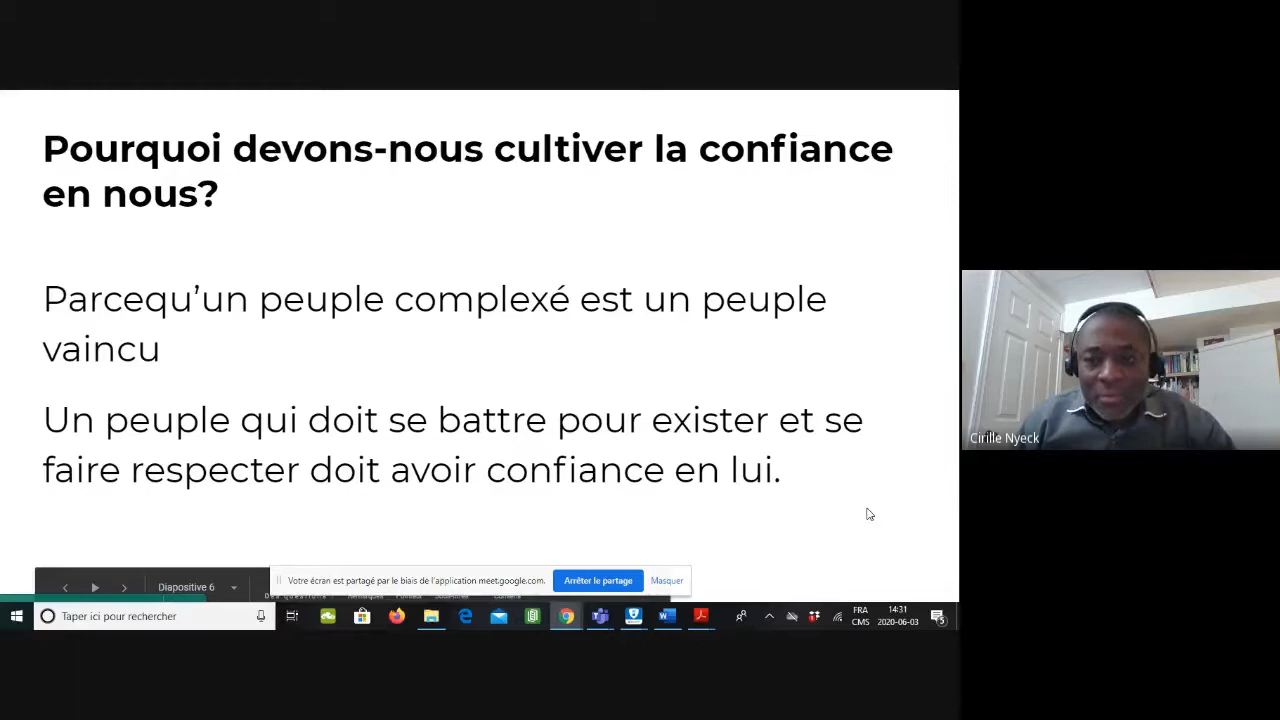 Pourquoi devons-nous cultiver la confiance
en nous?
Parcequ'un peuple complexé est un peuple
vaincu
Un peuple qui doit se battre pour exister et se
faire respecter doit avoir confiance en lui.
Cirille Nyeck
Diapositive 6
Votre écran est partagé par le biais de l'application meet.google.com.
Arrêter le partage
Masquer
Taper ici pour rechercher
FRA
CMS
14:31
2020-06-03
5